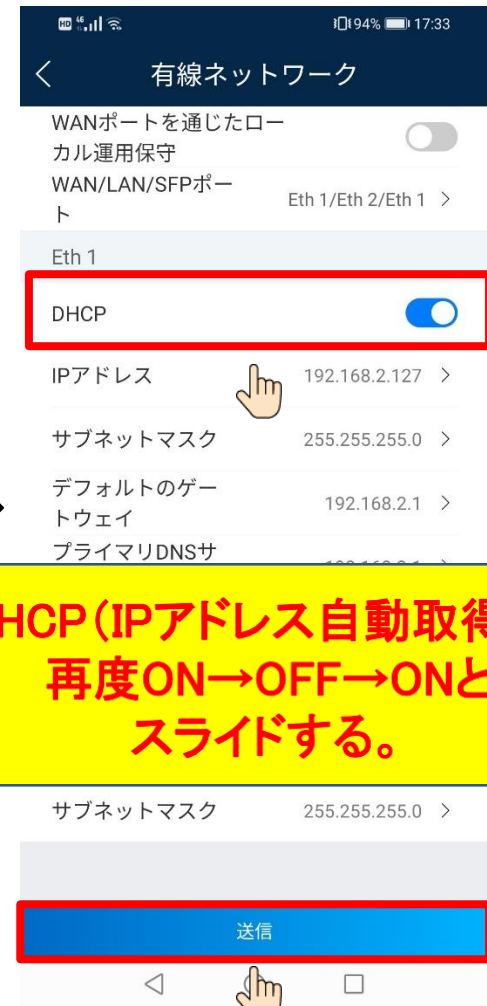 HD 46 94% 17:33
有線ネットワーク
WANポートを通じたロー
カル運用保守
WAN/LAN/SFPポー
ト
Eth 1/Eth 2/Eth 1
Eth 1
DHCP
IPアドレス 192.168.2.127
サブネットマスク 255.255.255.0
デフォルトのゲー
トウェイ
192.168.2.1
プライマリDNSサ
HCP(IPアドレス自動取得
再度ON→OFF→ONと
スライドする。
サブネットマスク 255.255.255.0
送信